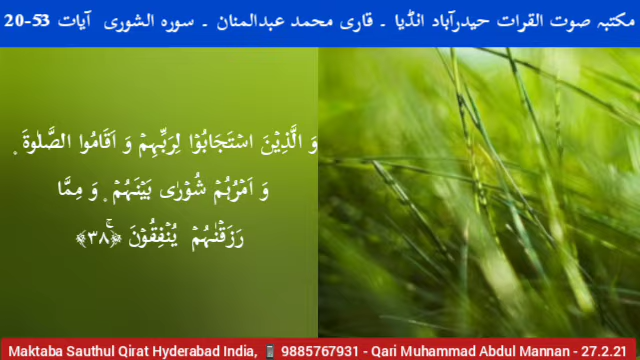 مکتبہ صوت القرات حیدرآباد انڈیا ۔ قاری محمد عبدالمنان ۔ سورہ الشوری آیات 53-20
وَ الَّذِیۡنَ اسۡتَجَابُوۡا لِرَبِّہِمۡ وَ اَقَامُوا الصَّلٰوۃَ ۪
وَ اَمۡرُہُمۡ شُوۡرٰی بَیۡنَہُمۡ ۪ وَ مِمَّا
رَزَقۡنٰہُمۡ یُنۡفِقُوۡنَ ﴿ۚ۳۸﴾
Maktaba Sauthul Qirat Hyderabad India, 📱 9885767931 - Qari Muhammad Abdul Mannan - 27.2.21